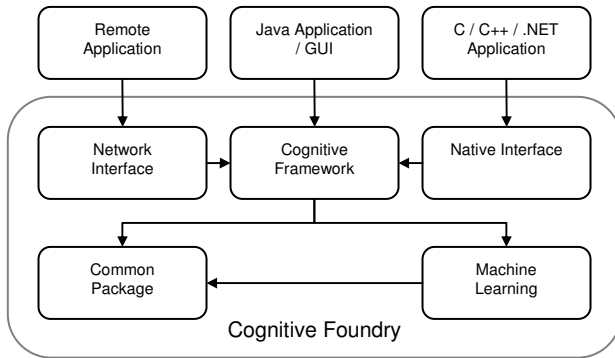 Remote
Application
Java Application
/ GUI
C / C++ / .NET
Application
Network
Interface
Cognitive
Framework
Native Interface
Common
Package
Machine
Learning
Cognitive Foundry